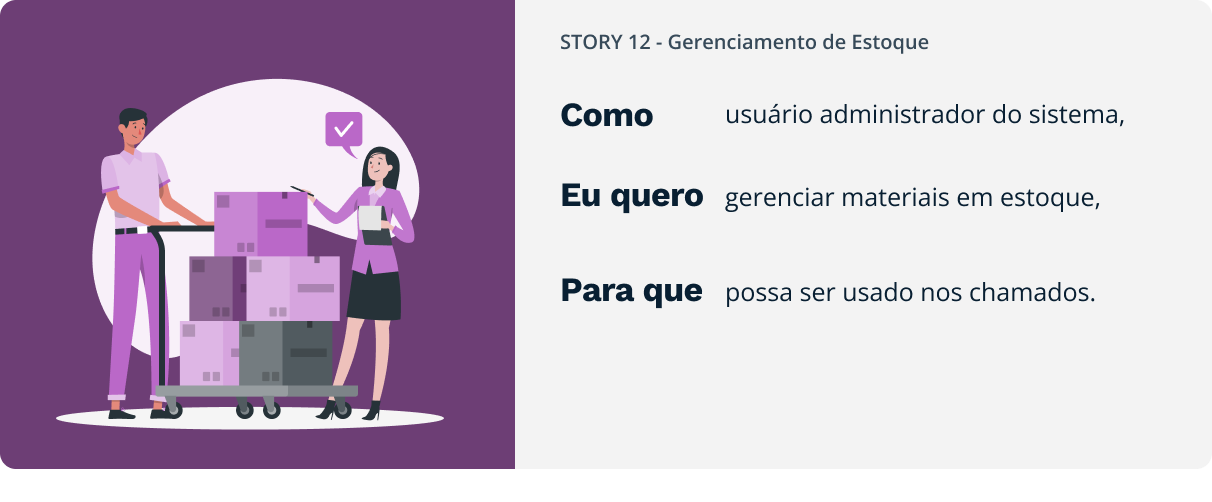 STORY 12 - Gerenciamento de Estoque
Como usuário administrador do sistema,
Eu quero gerenciar materiais em estoque,
Para que possa ser usado nos chamados.